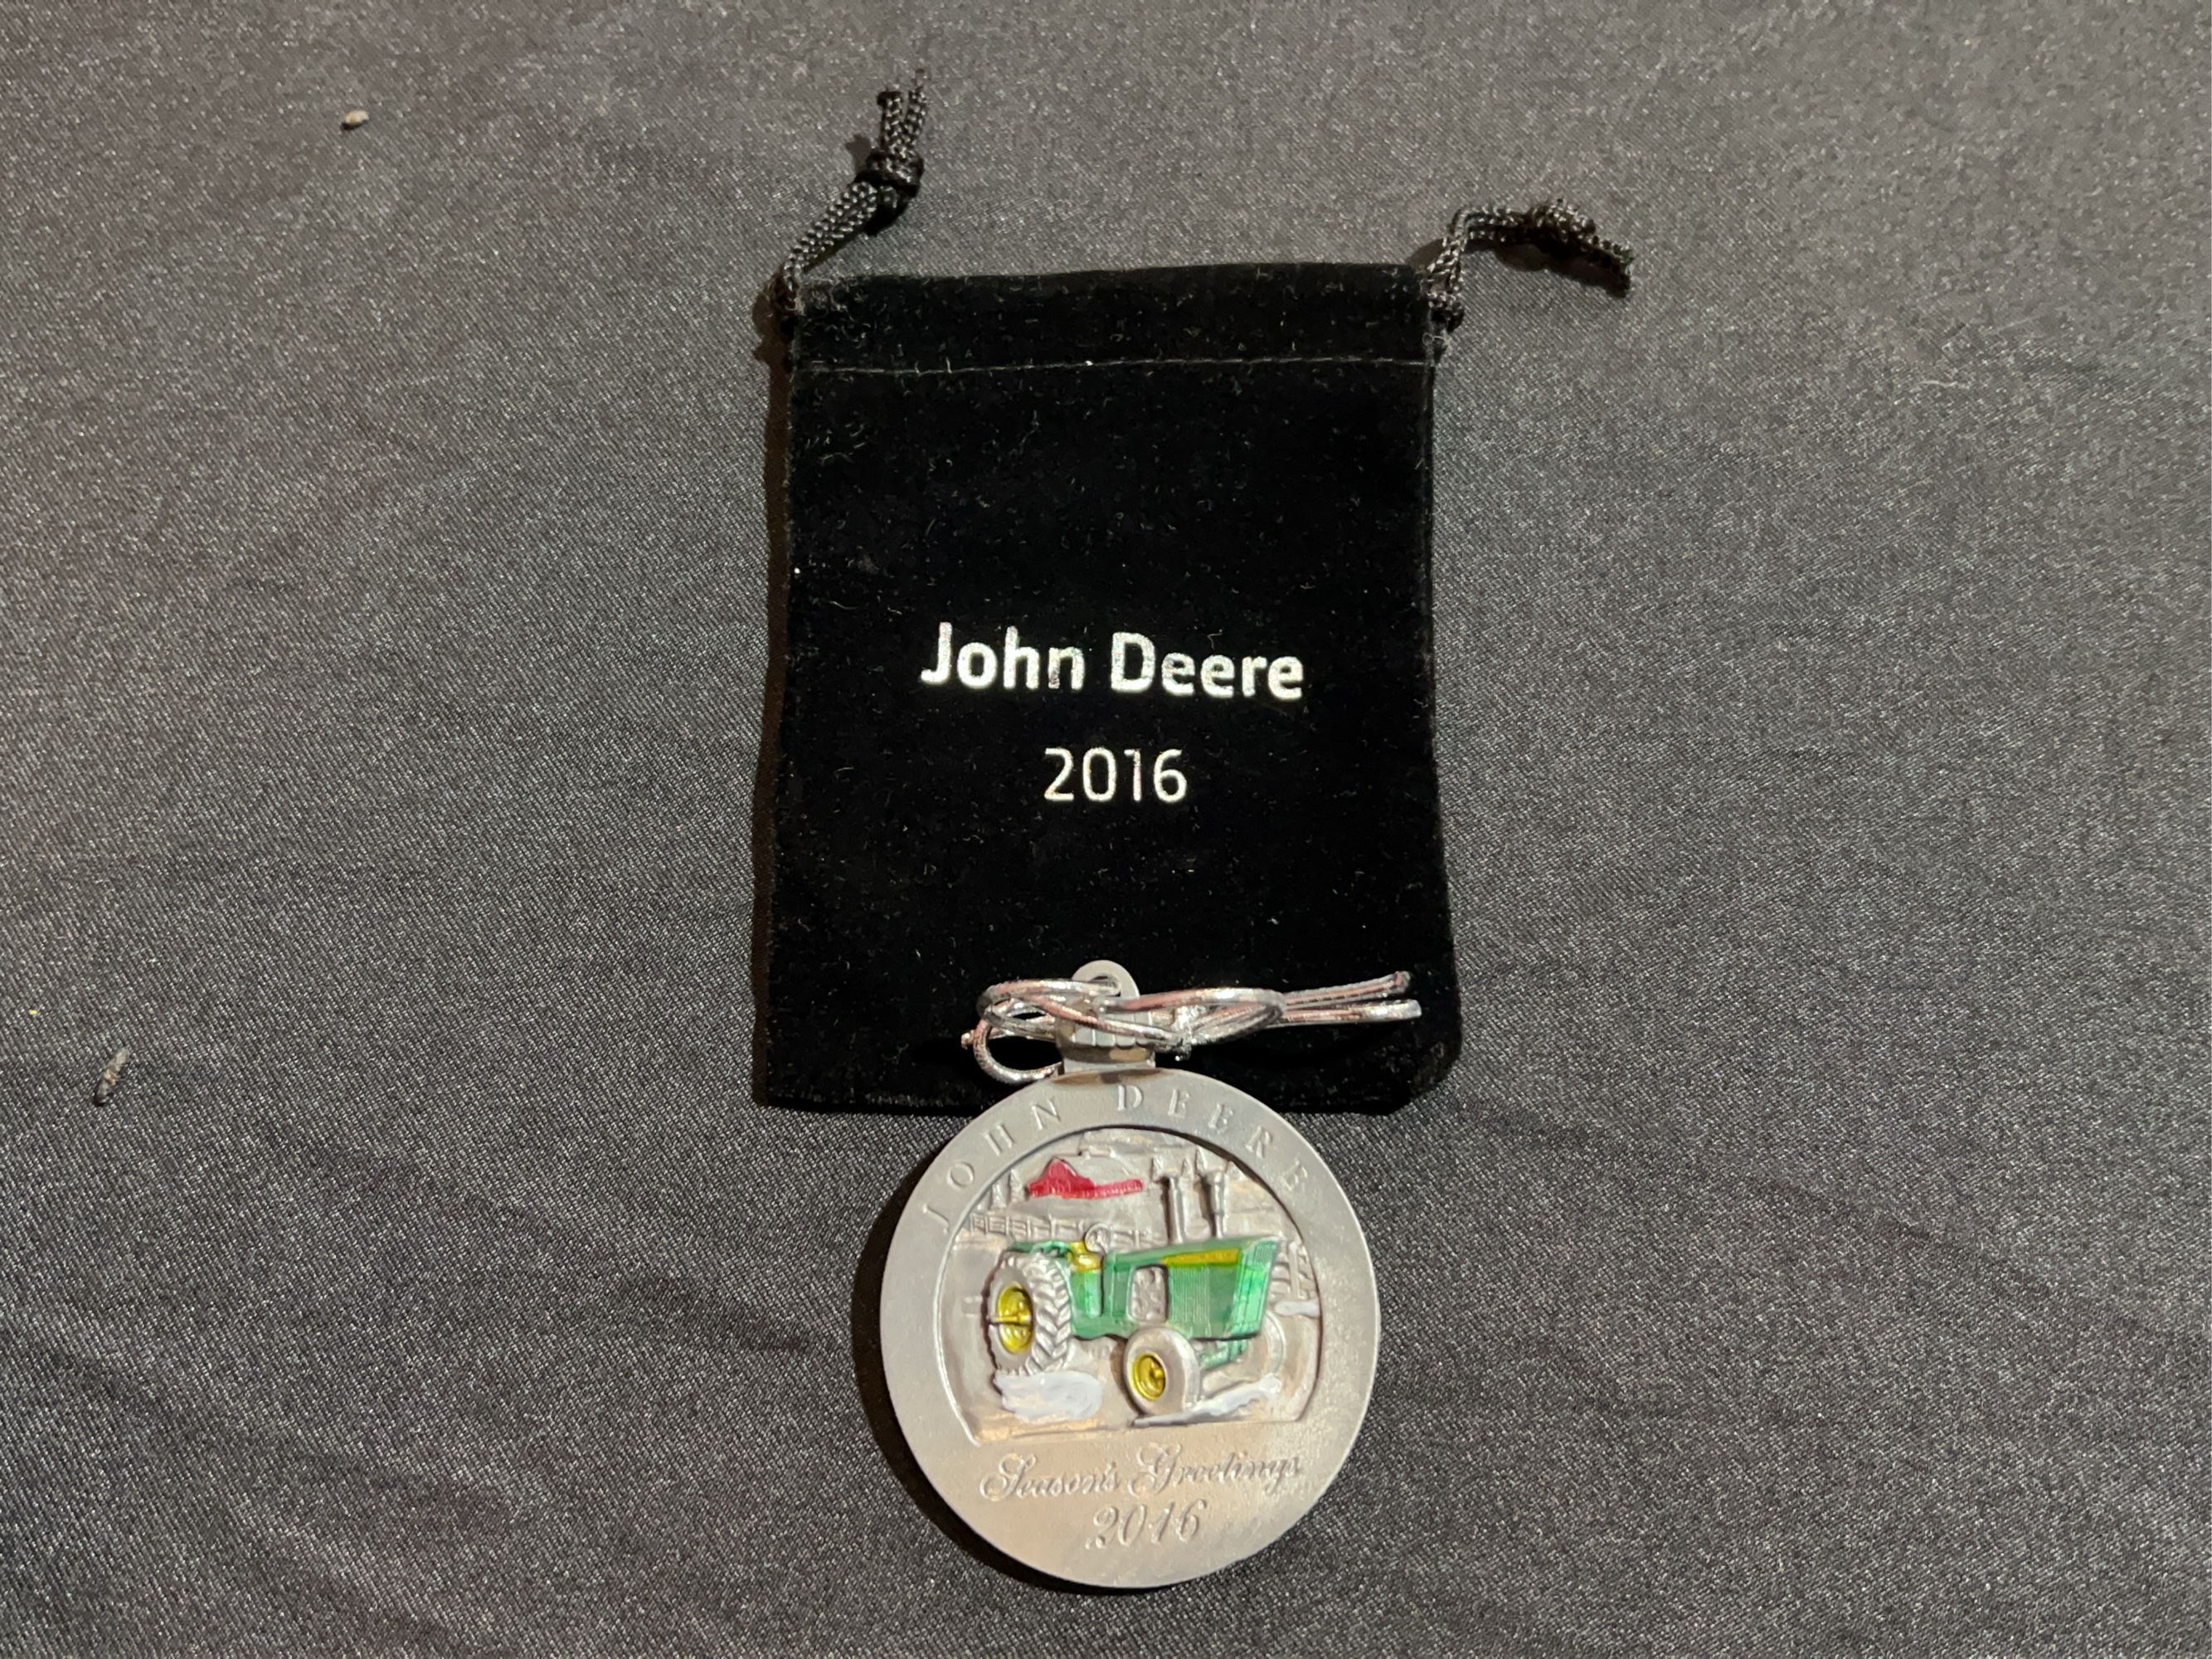 John Deere
2016
JOHN DEERE
Season's Greetings
2016